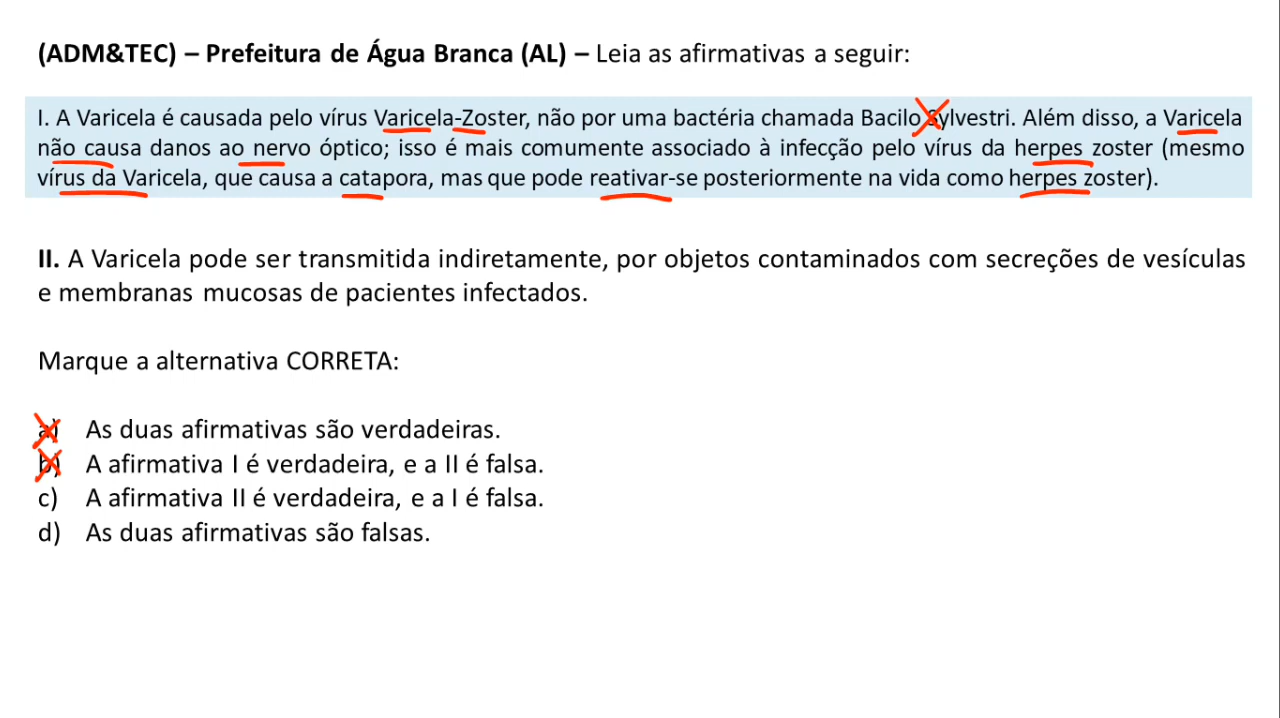 (ADM&TEC) – Prefeitura de Água Branca (AL) – Leia as afirmativas a seguir:
I. A Varicela é causada pelo vírus Varicela-Zoster, não por uma bactéria chamada Bacilo Sylvestri. Além disso, a Varicela
não causa danos ao nervo óptico; isso é mais comumente associado à infecção pelo vírus da herpes zoster (mesmo
vírus da Varicela, que causa a catapora, mas que pode reativar-se posteriormente na vida como herpes zoster).
II. A Varicela pode ser transmitida indiretamente, por objetos contaminados com secreções de vesículas
e membranas mucosas de pacientes infectados.
Marque a alternativa CORRETA:
a) As duas afirmativas são verdadeiras.
b) A afirmativa I é verdadeira, e a II é falsa.
c) A afirmativa II é verdadeira, e a I é falsa.
d) As duas afirmativas são falsas.